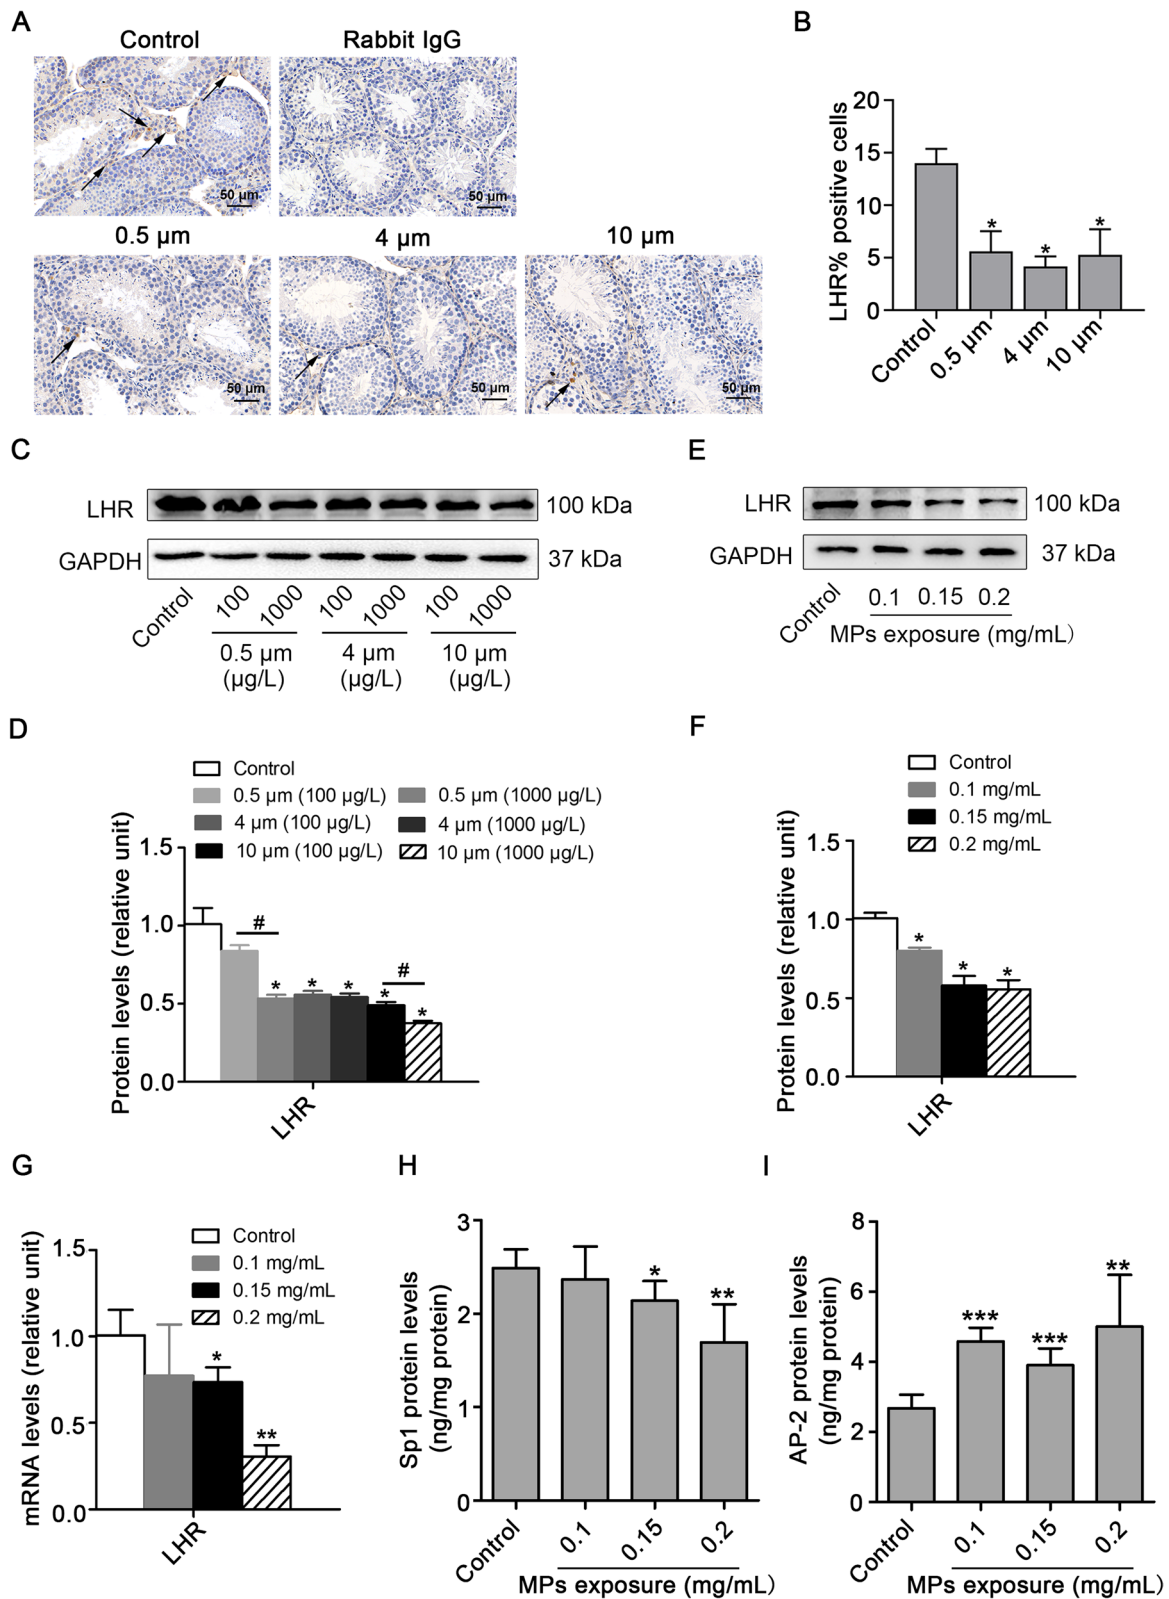 A
Control
Rabbit IgG
50 µm
50 µm
0.5 µm
4 µm
10 µm
50 µm
50 µm
50 µm
B
LHR% positive cells
20
15
10
5
0
*
*
*
Control
0.5 µm
4 µm
10 µm
C
LHR
100 kDa
GAPDH
37 kDa
Control
100
1000
100
1000
100
1000
0.5 µm
4 µm
10 µm
(µg/L)
(µg/L)
(µg/L)
E
LHR
100 kDa
GAPDH
37 kDa
Control
0.1
0.15
0.2
MPs exposure (mg/mL)
D
Control
0.5 µm (100 µg/L)
0.5 µm (1000 µg/L)
4 µm (100 µg/L)
4 µm (1000 µg/L)
10 µm (100 µg/L)
10 µm (1000 µg/L)
Protein levels (relative unit)
1.5
1.0
0.5
0.0
#
*
*
*
*
#
*
LHR
F
Control
0.1 mg/mL
0.15 mg/mL
0.2 mg/mL
Protein levels (relative unit)
1.5
1.0
0.5
0.0
*
*
*
LHR
G
Control
0.1 mg/mL
0.15 mg/mL
0.2 mg/mL
mRNA levels (relative unit)
1.5
1.0
0.5
0.0
*
**
LHR
H
Sp1 protein levels
(ng/mg protein)
3
2
1
0
*
**
Control
0.1
0.15
0.2
MPs exposure (mg/mL)
I
AP-2 protein levels
(ng/mg protein)
8
6
4
2
0
***
***
**
Control
0.1
0.15
0.2
MPs exposure (mg/mL)